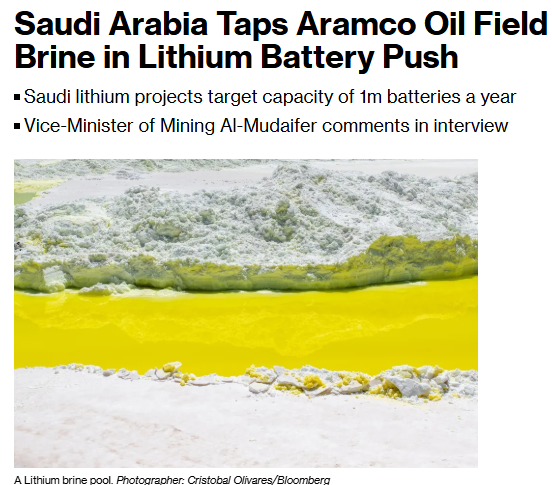 Saudi Arabia Taps Aramco Oil Field
Brine in Lithium Battery Push
▪ Saudi lithium projects target capacity of 1m batteries a year
▪ Vice-Minister of Mining Al-Mudaifer comments in interview
A Lithium brine pool. Photographer: Cristobal Olivares/Bloomberg